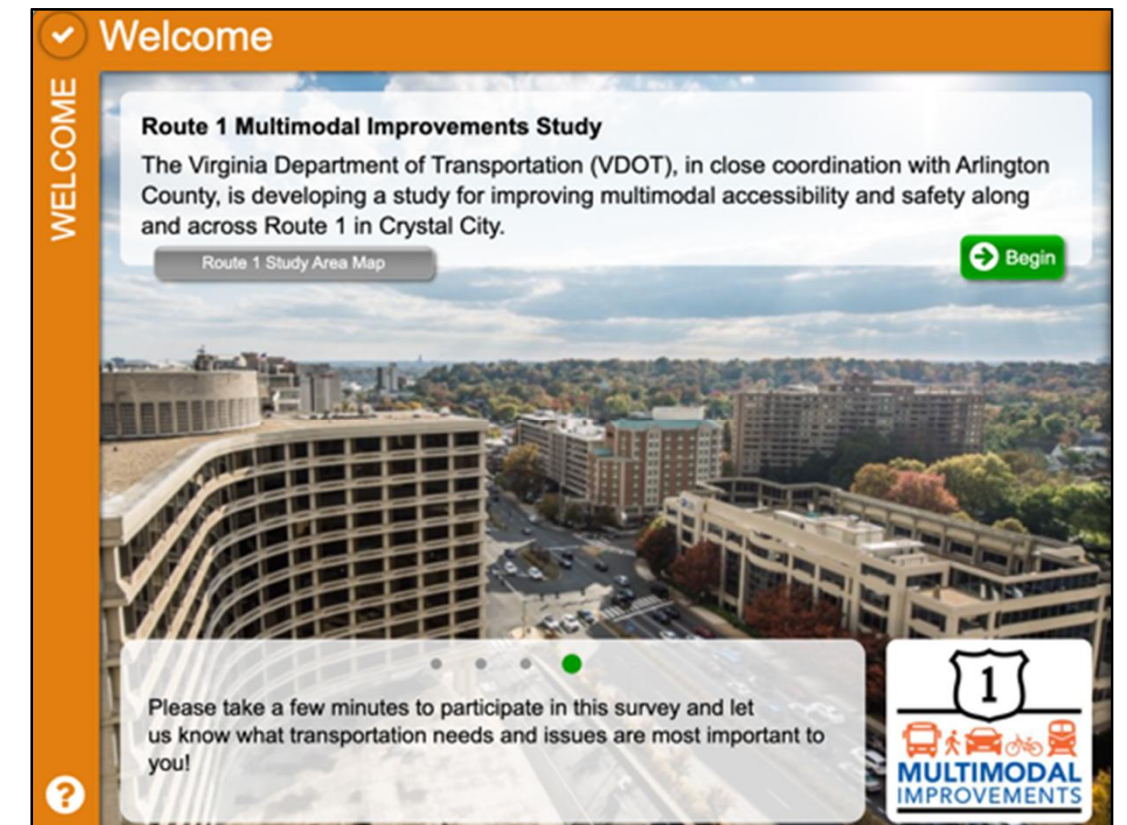 Welcome
WELCOME
Route 1 Multimodal Improvements Study
The Virginia Department of Transportation (VDOT), in close coordination with Arlington
County, is developing a study for improving multimodal accessibility and safety along
and across Route 1 in Crystal City.
Route 1 Study Area Map
Begin
Please take a few minutes to participate in this survey and let
us know what transportation needs and issues are most important to
you!
1
MULTIMODAL
IMPROVEMENTS
?